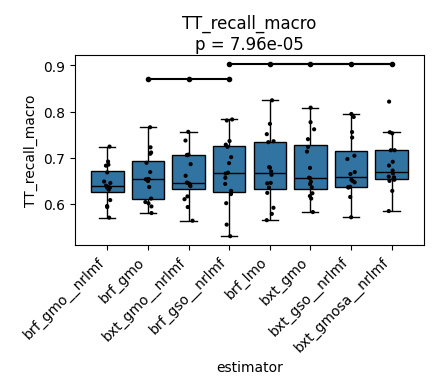 TT_recall_macro
p = 7.96e-05
TT_recall_macro
0.9
0.8
0.7
0.6
brf_gmo__nrlmf
brf_gmo
bxt_gmo__nrlmf
brf_gso__nrlmf
brf_lmo
bxt_gmo
bxt_gso__nrlmf
bxt_gmosa__nrlmf
estimator